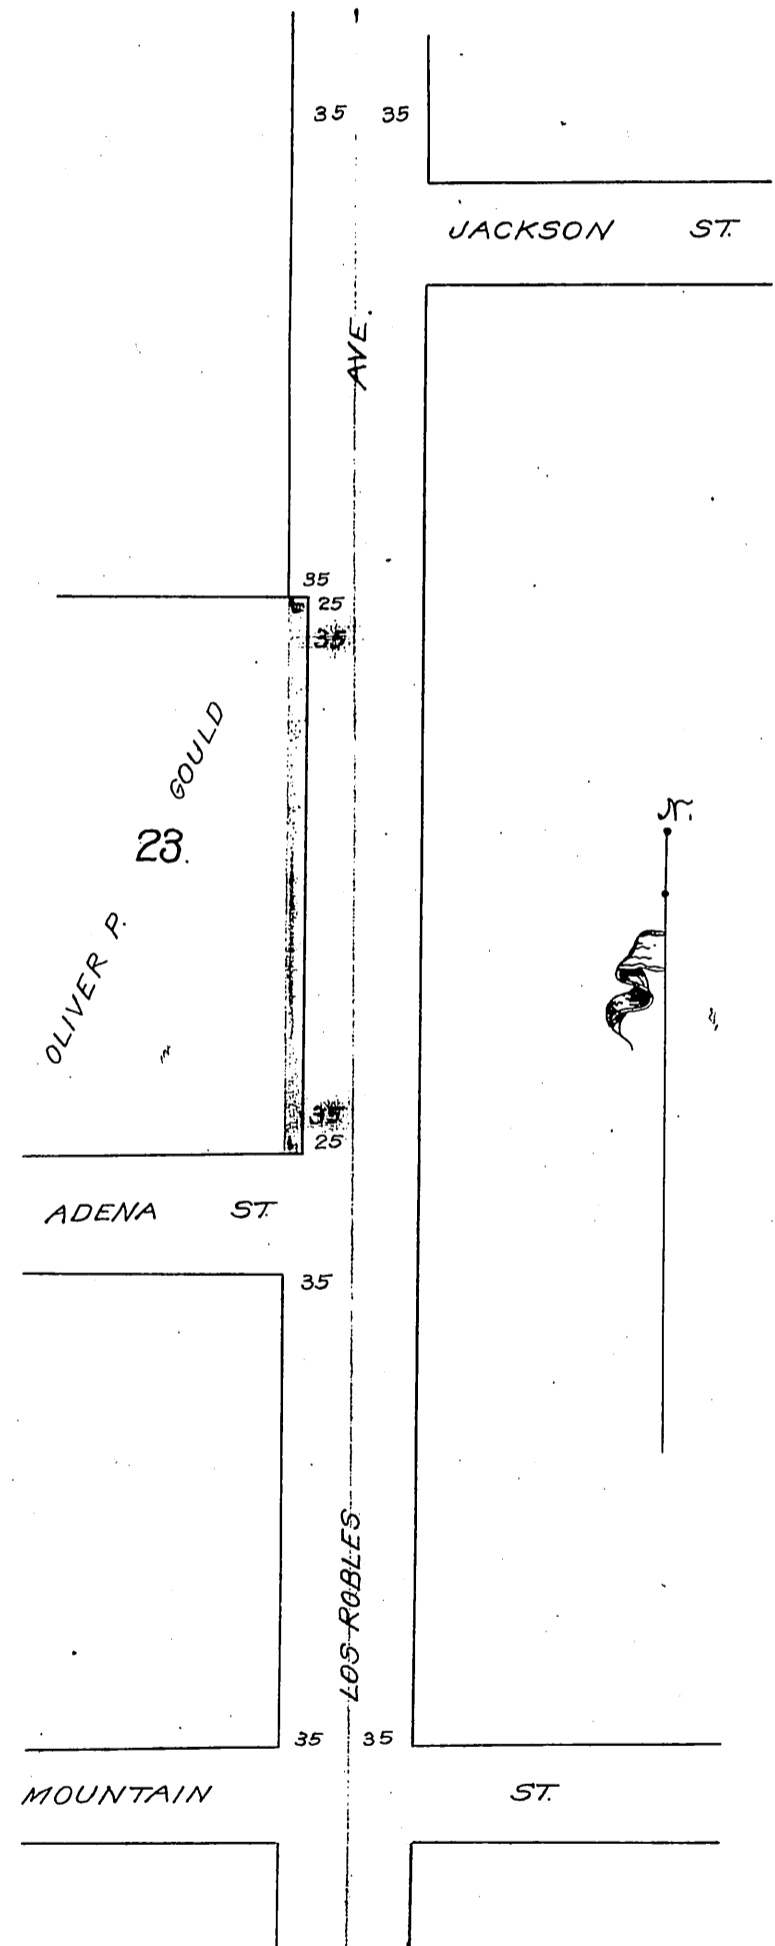 35 35
JACKSON ST.
AVE.
35
25
35
OLIVER P. GOULD
23.
N.
35
25
ADENA ST.
35
LOS ROBLES
35 35
MOUNTAIN ST.